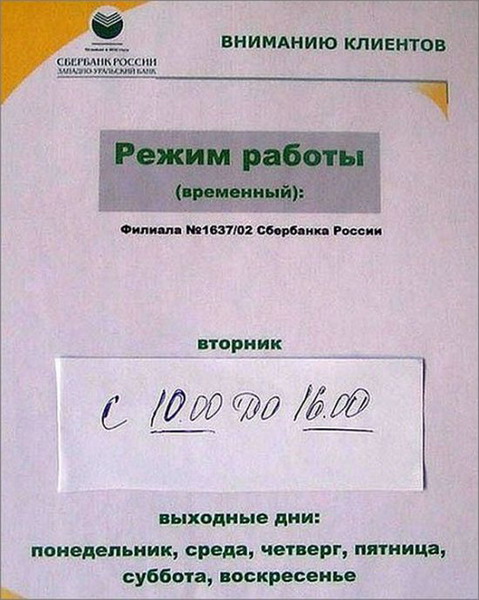 ВНИМАНИЮ КЛИЕНТОВ
СБЕРБАНК РОССИИ
ЗАПАДНО-УРАЛЬСКИЙ БАНК
Режим работы
(временный):
Филиала №1637/02 Сбербанка России
вторник
с 10.00 до 16.00
выходные дни:
понедельник, среда, четверг, пятница,
суббота, воскресенье